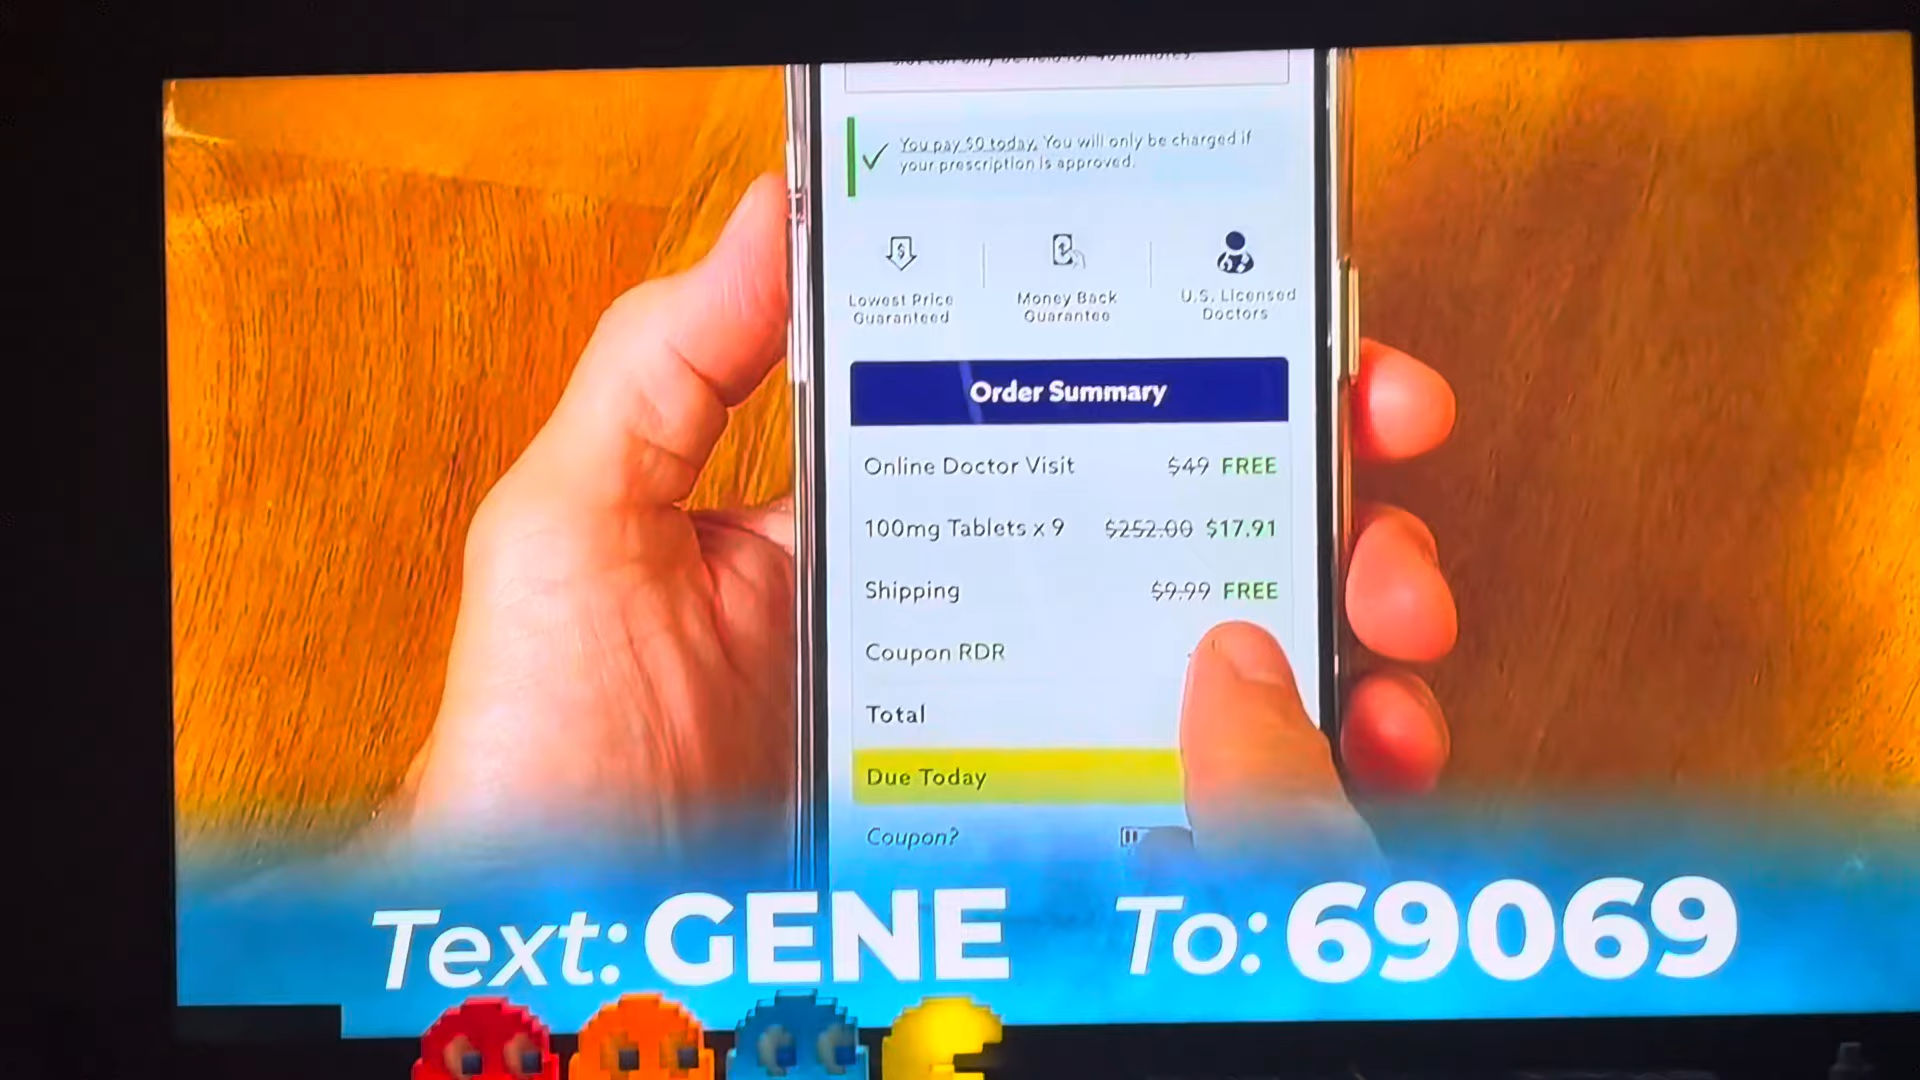 You pay $0 today. You will only be charged if
your prescription is approved.
Lowest Price
Guaranteed
Money Back
Guarantee
U.S. Licensed
Doctors
Order Summary
Online Doctor Visit $49 FREE
100mg Tablets x 9 $252.00 $17.91
Shipping $9.99 FREE
Coupon RDR
Total
Due Today
Coupon?
Text: GENE To: 69069